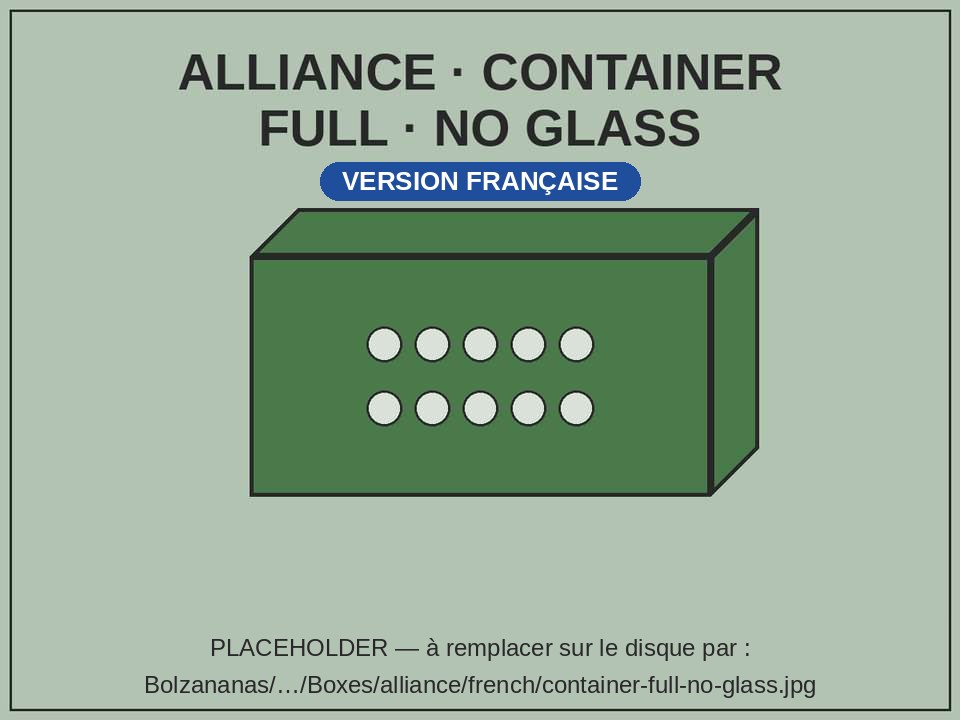 ALLIANCE · CONTAINER
FULL · NO GLASS
VERSION FRANÇAISE
PLACEHOLDER — à remplacer sur le disque par :
Bolzananas/…/Boxes/alliance/french/container-full-no-glass.jpg